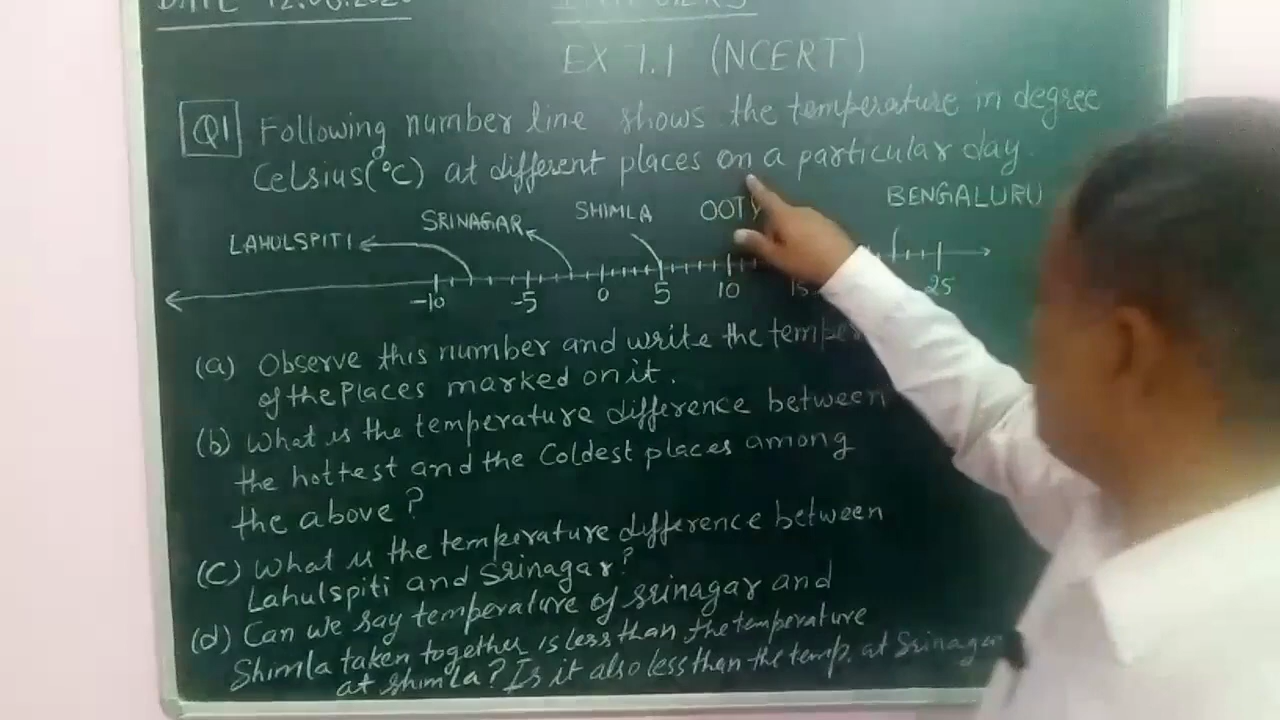 EX 7.1 (NCERT)
Q1 Following number line shows the temperature in degree
Celsius(°C) at different places on a particular day.
LAHULSPITI SRINAGAR SHIMLA OOTY BENGALURU
-10 -5 0 5 10 15 25
(a) Observe this number and write the
of the Places marked on it.
(b) What is the temperature difference between
the hottest and the Coldest places among
the above?
(C) What is the temperature difference between
Lahulspiti and Srinagar?
(d) Can we say temperature of srinagar and
Shimla taken together is less than the temperature
at shimla? Is it also less than the temp. at Srinagar